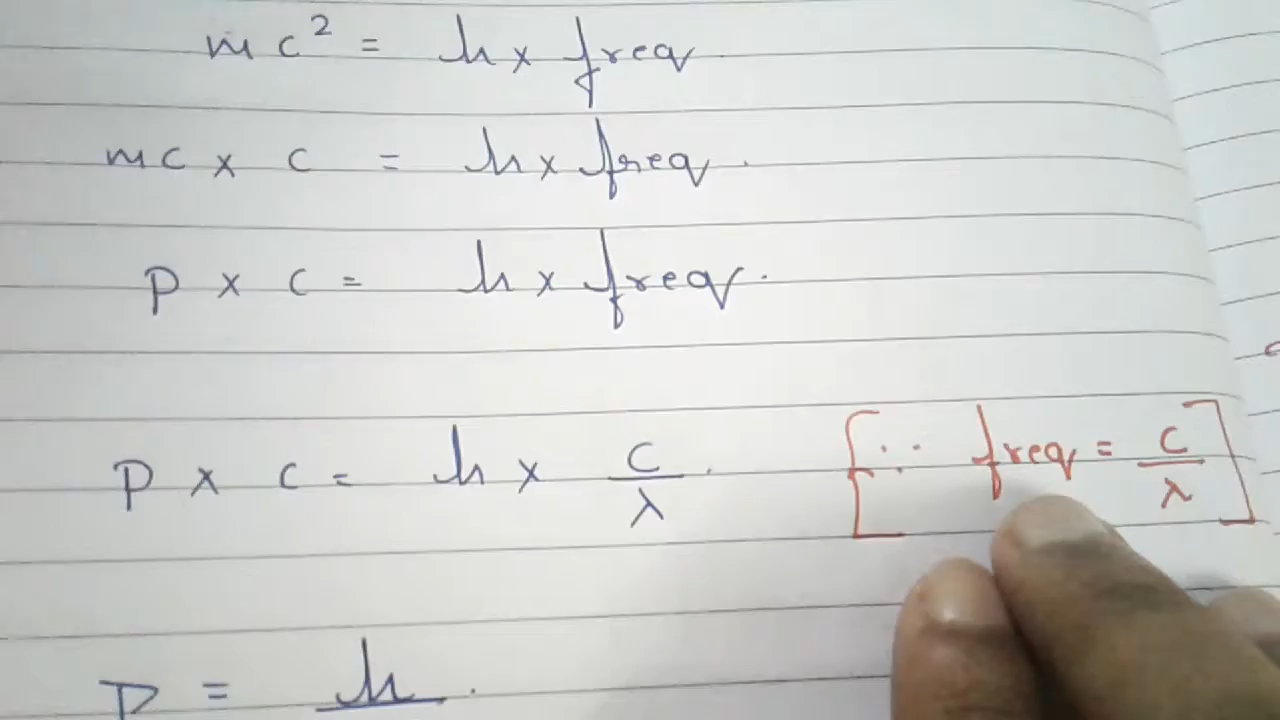 mc² = h x freq
mc x c = h x freq.
p x c = h x freq.
p x c = h x c/λ. [∵ freq = c/λ]
p = h/ .